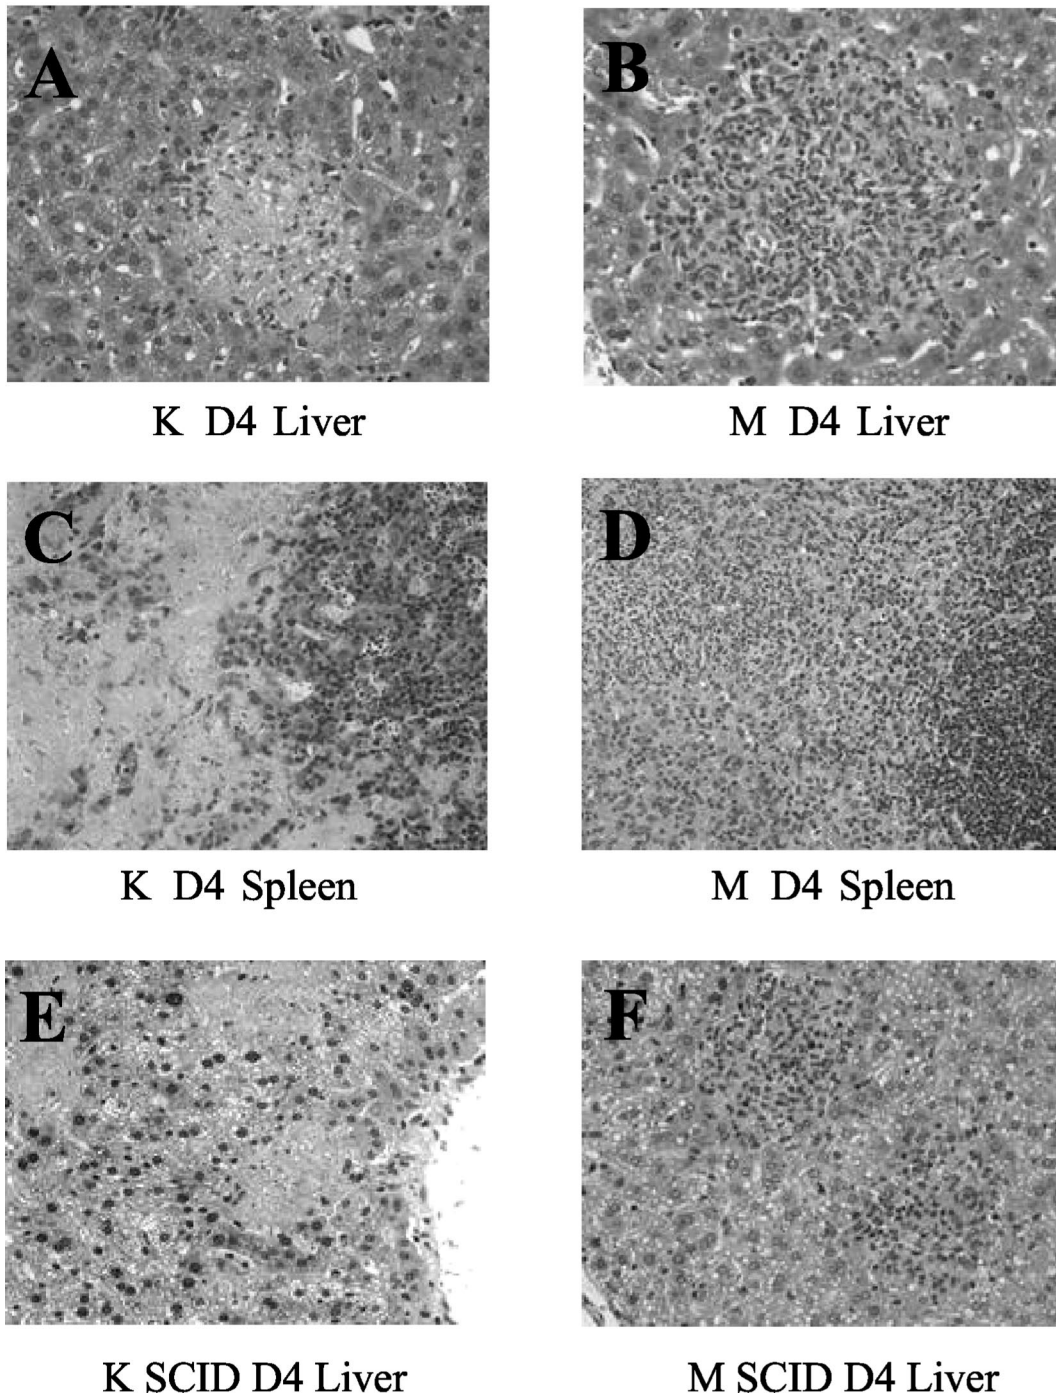 A
B
K D4 Liver
M D4 Liver
C
D
K D4 Spleen
M D4 Spleen
E
F
K SCID D4 Liver
M SCID D4 Liver